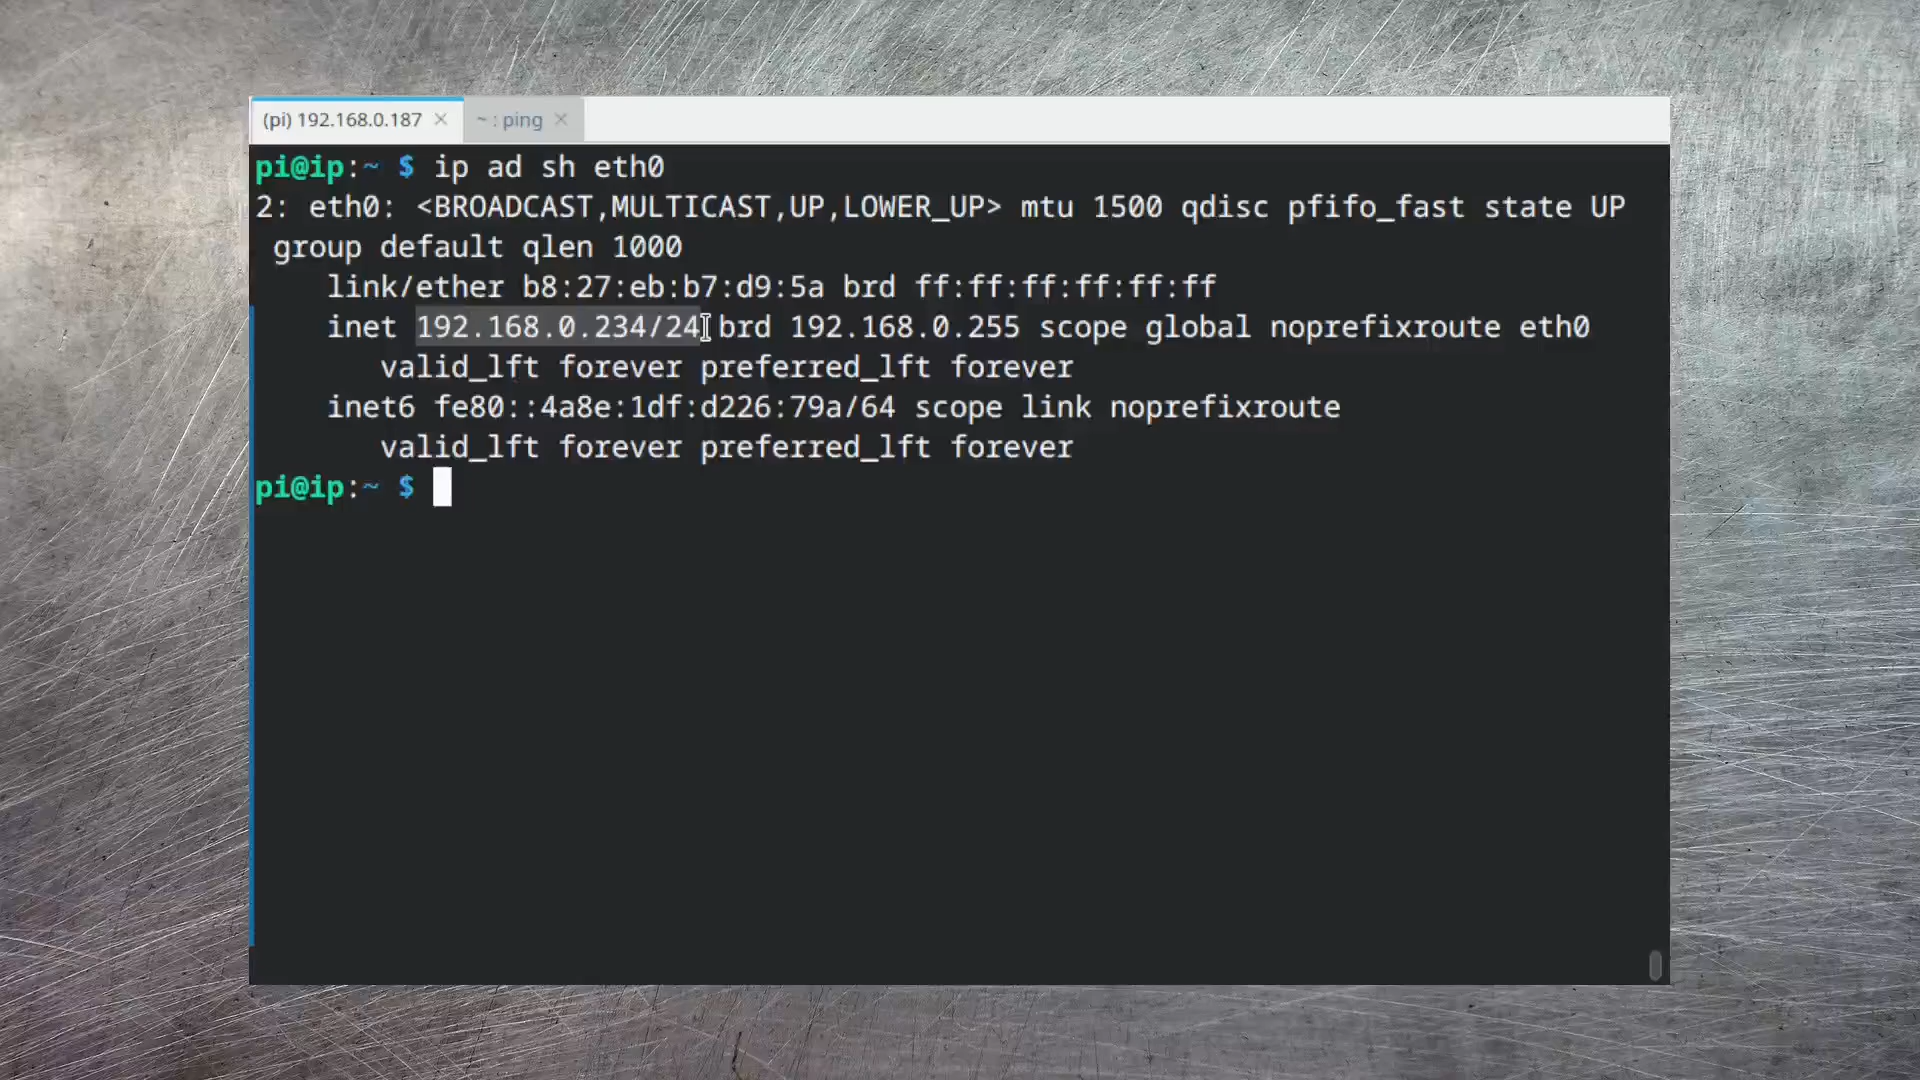 (pi) 192.168.0.187 ~ : ping
pi@ip:~ $ ip ad sh eth0
2: eth0: <BROADCAST,MULTICAST,UP,LOWER_UP> mtu 1500 qdisc pfifo_fast state UP
group default qlen 1000
link/ether b8:27:eb:b7:d9:5a brd ff:ff:ff:ff:ff:ff
inet 192.168.0.234/24 brd 192.168.0.255 scope global noprefixroute eth0
valid_lft forever preferred_lft forever
inet6 fe80::4a8e:1df:d226:79a/64 scope link noprefixroute
valid_lft forever preferred_lft forever
pi@ip:~ $